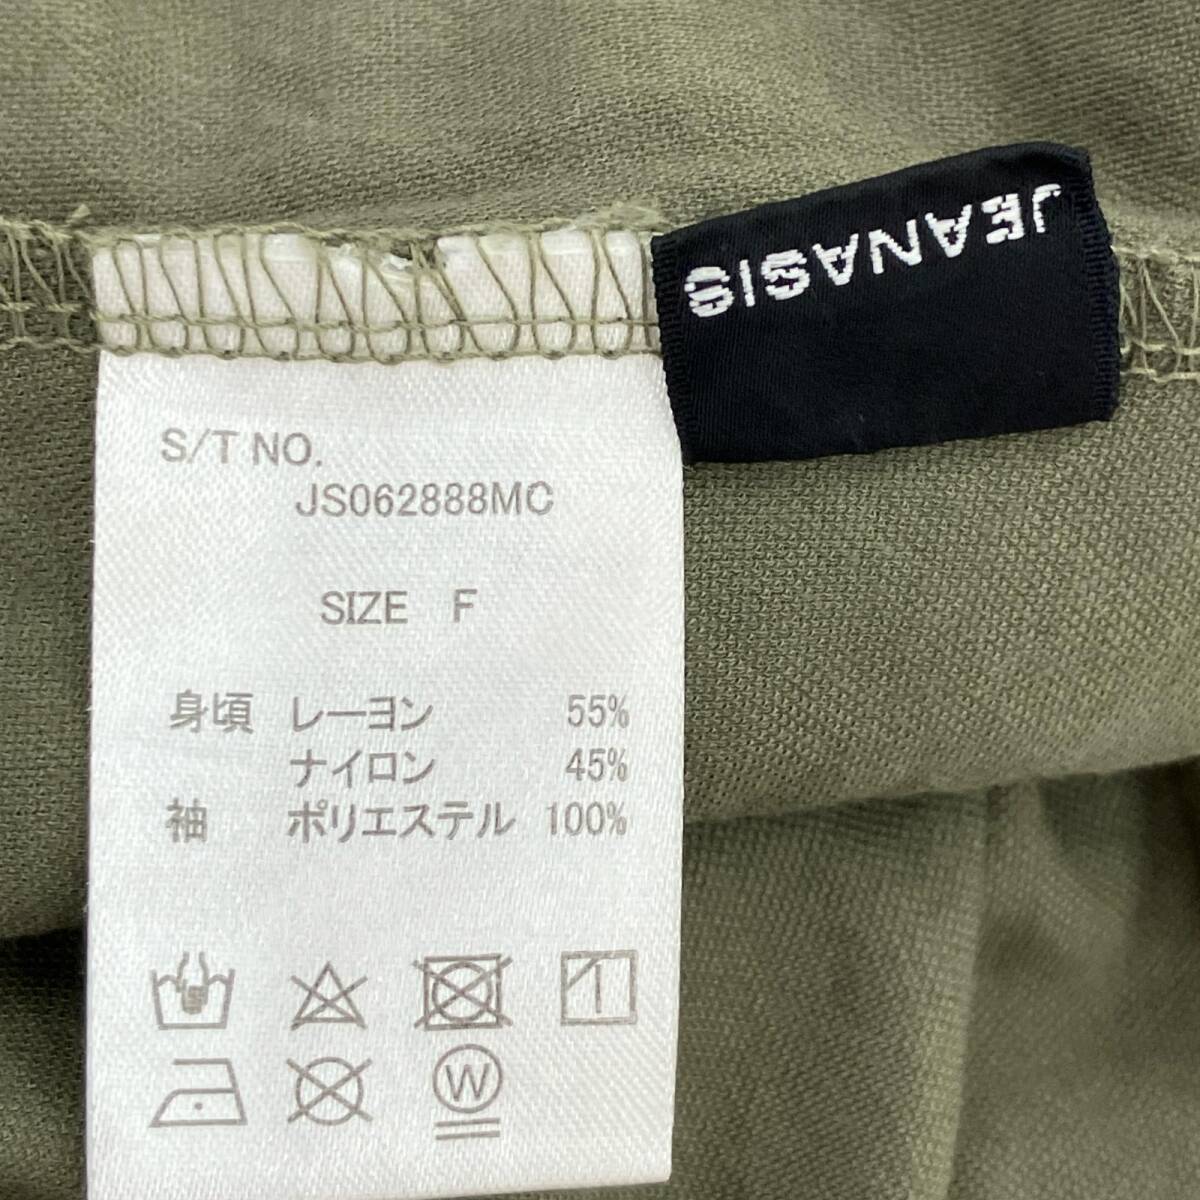 JEANASIS
S/T NO.
JS062888MC
SIZE F
身頃 レーヨン 55%
ナイロン 45%
袖 ポリエステル 100%
W